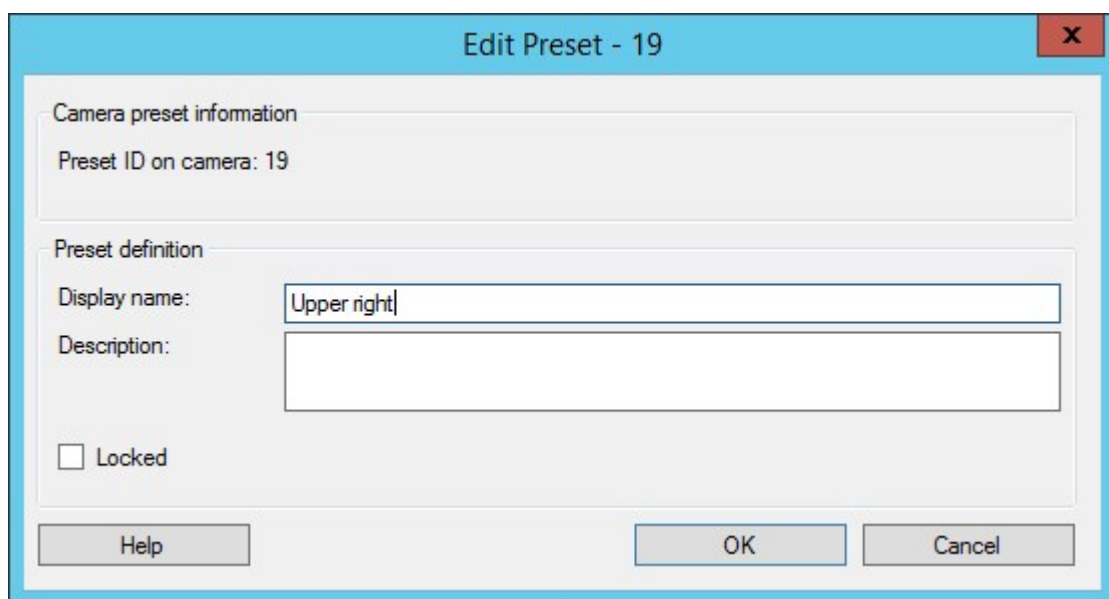 Edit Preset - 19
x
Camera preset information
Preset ID on camera: 19
Preset definition
Display name: Upper right
Description:
Locked
Help OK Cancel